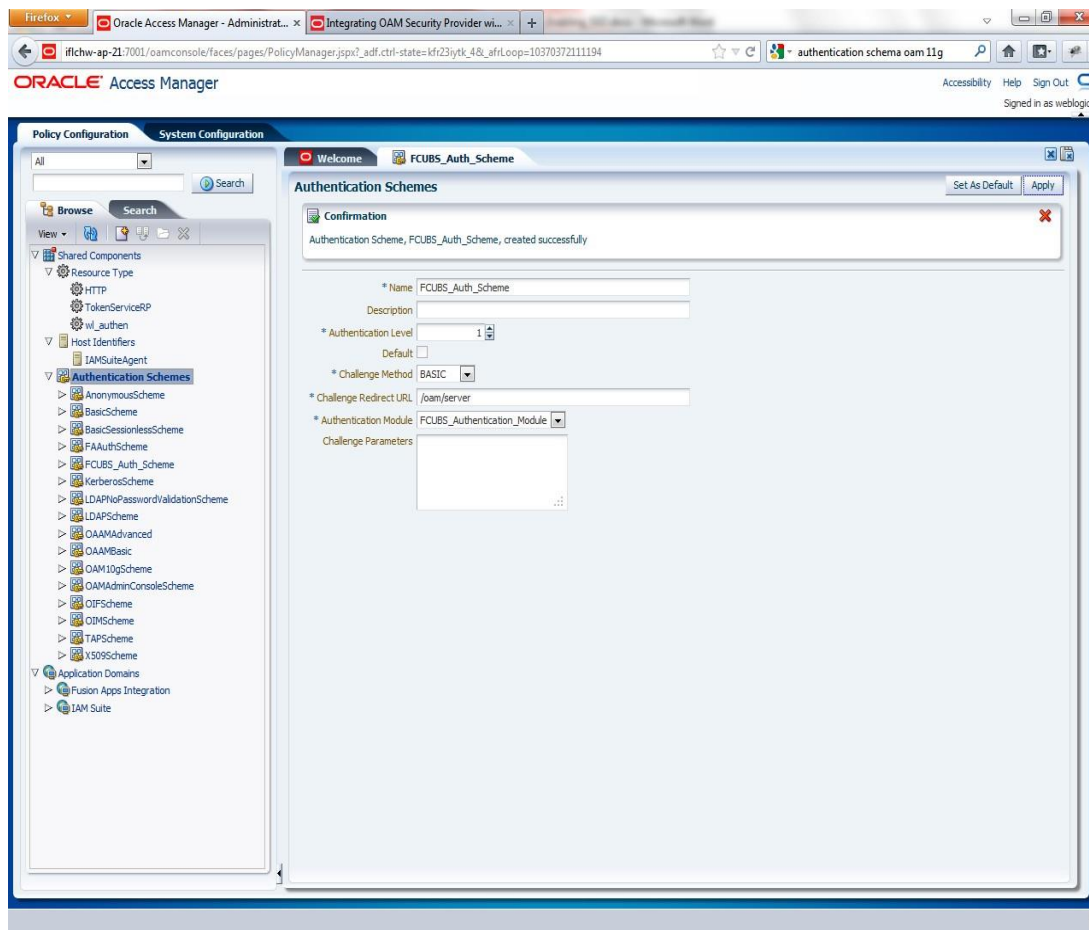 Firefox
Oracle Access Manager - Administrat... x
Integrating OAM Security Provider wi... x
+
iflchw-ap-21:7001/oamconsole/faces/pages/PolicyManager.jspx?_adf.ctrl-state=kfr23iytk_4&_afrLoop=10370372111194
authentication schema oam 11g
ORACLE Access Manager
Accessibility Help Sign Out
Signed in as weblogic
Policy Configuration System Configuration
All
Search
Browse Search
View
Shared Components
Resource Type
HTTP
TokenServiceRP
wl_authen
Host Identifiers
IAMSuiteAgent
Authentication Schemes
AnonymousScheme
BasicScheme
BasicSessionlessScheme
FAAuthScheme
FCUBS_Auth_Scheme
KerberosScheme
LDAPNoPasswordValidationScheme
LDAPScheme
OAAMAdvanced
OAAMBasic
OAM10gScheme
OAMAdminConsoleScheme
OIFScheme
OIMScheme
TAPScheme
X509Scheme
Application Domains
Fusion Apps Integration
IAM Suite
Welcome FCUBS_Auth_Scheme
Authentication Schemes
Set As Default Apply
Confirmation
Authentication Scheme, FCUBS_Auth_Scheme, created successfully
* Name FCUBS_Auth_Scheme
Description
* Authentication Level 1
Default
* Challenge Method BASIC
* Challenge Redirect URL /oam/server
* Authentication Module FCUBS_Authentication_Module
Challenge Parameters